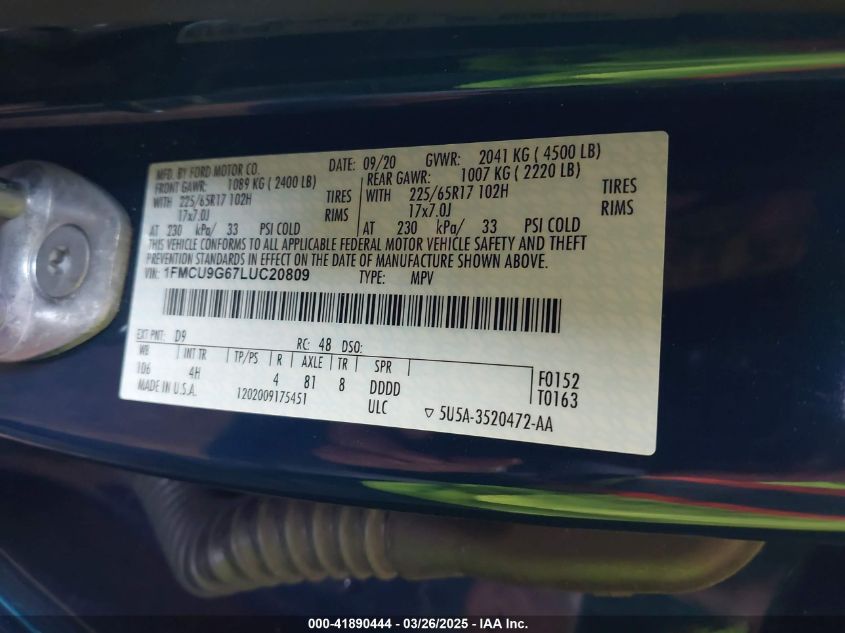 MFD. BY FORD MOTOR CO. DATE: 09/20 GVWR: 2041 KG ( 4500 LB)
FRONT GAWR: 1089 KG ( 2400 LB) REAR GAWR: 1007 KG ( 2220 LB)
WITH 225/65R17 102H TIRES WITH 225/65R17 102H TIRES
17x7.0J RIMS 17x7.0J RIMS
AT 230 kPa/ 33 PSI COLD AT 230 kPa/ 33 PSI COLD
THIS VEHICLE CONFORMS TO ALL APPLICABLE FEDERAL MOTOR VEHICLE SAFETY AND THEFT
PREVENTION STANDARDS IN EFFECT ON THE DATE OF MANUFACTURE SHOWN ABOVE.
VIN: 1FMCU9G67LUC20809 TYPE: MPV
EXT PNT: D9 RC: 48 DSO:
WB INT TR TP/PS R AXLE TR SPR F0152
106 4H 4 81 8 DDDD T0163
MADE IN U.S.A. 1202009175451 ULC ▽ 5U5A-3520472-AA
000-41890444 - 03/26/2025 - IAA Inc.